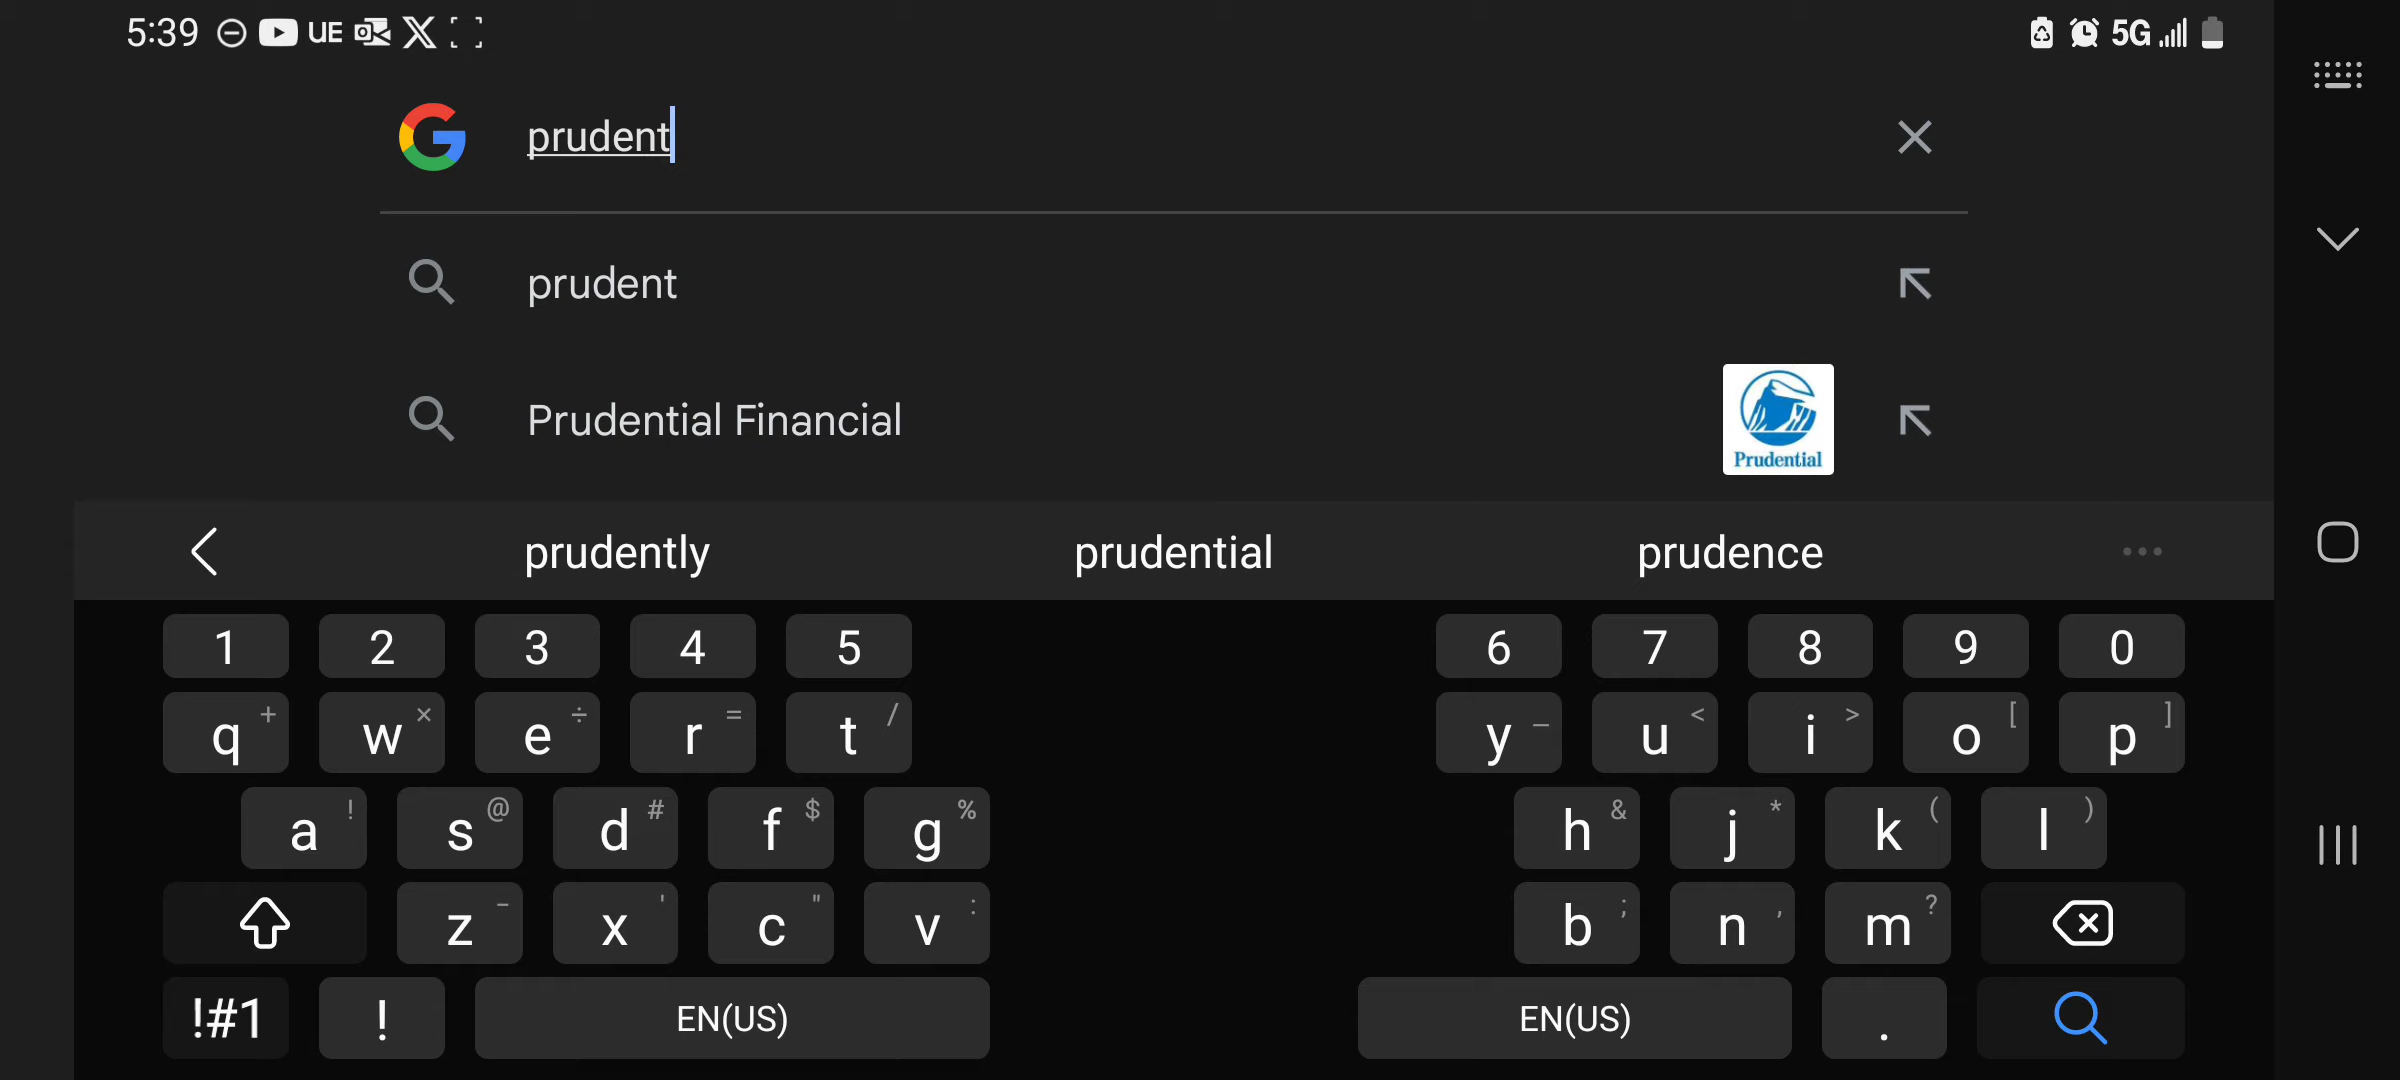 5:39 UE 5G
prudent
prudent
Prudential Financial
Prudential
prudently prudential prudence ...
1 2 3 4 5 6 7 8 9 0
q + w × e ÷ r = t / y _ u < i > o [ p ]
a ! s @ d # f $ g % h & j * k ( l )
z - x ' c " v : b ; n , m ?
!#1 ! EN(US) EN(US) .